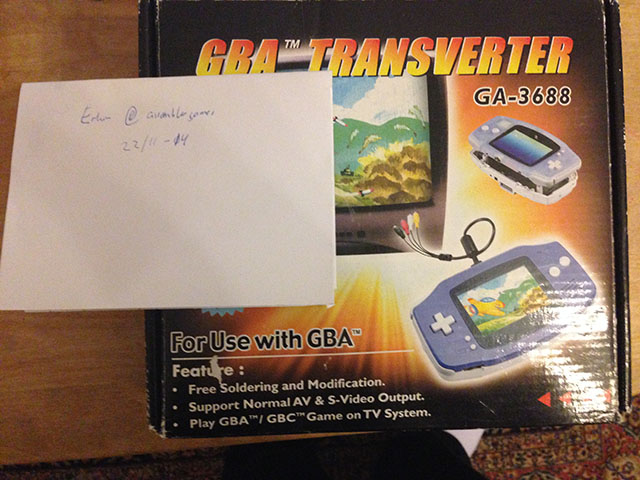 GBA™ TRANSVERTER
GA-3688
@ assemblergames
22/11-14
For Use with GBA™
Feature :
• Free Soldering and Modification.
• Support Normal AV & S-Video Output.
• Play GBA™/ GBC™ Game on TV System.